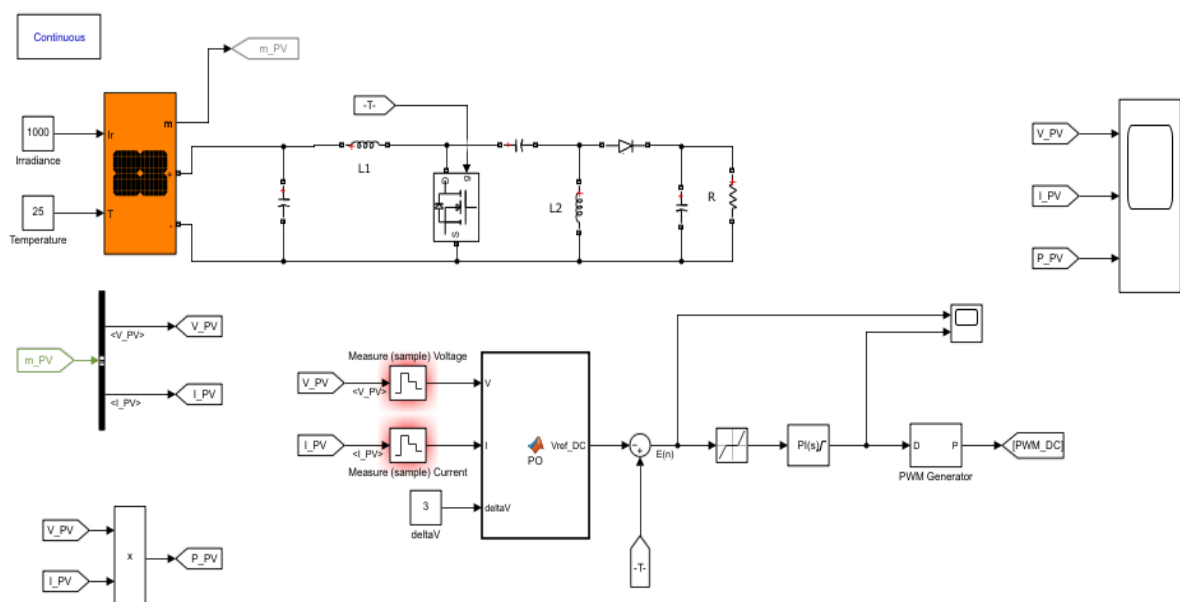 Continuous
m_PV
1000
Irradiance
25
Temperature
Ir
T
m
+
-
-T-
L1
g
S
L2
R
V_PV
I_PV
P_PV
m_PV
<V_PV>
V_PV
<I_PV>
I_PV
Measure (sample) Voltage
V_PV
<V_PV>
I_PV
<I_PV>
Measure (sample) Current
3
deltaV
V
I
deltaV
PO
Vref_DC
E(n)
-T-
PI(s)
D
P
PWM Generator
[PWM_DC]
V_PV
I_PV
x
P_PV